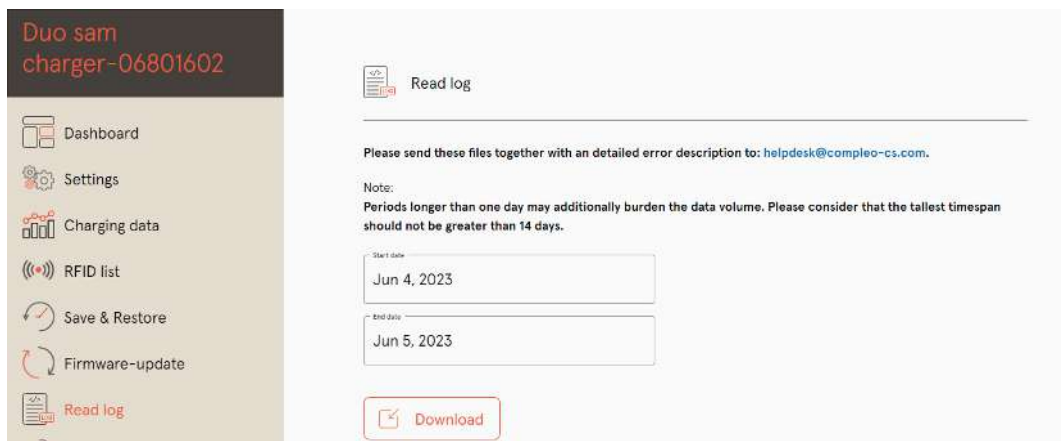 Duo sam
charger-06801602
Dashboard
Settings
Charging data
RFID list
Save & Restore
Firmware-update
Read log
Read log
Please send these files together with an detailed error description to: helpdesk@compleo-cs.com.
Note:
Periods longer than one day may additionally burden the data volume. Please consider that the tallest timespan
should not be greater than 14 days.
Start date
Jun 4, 2023
End date
Jun 5, 2023
Download